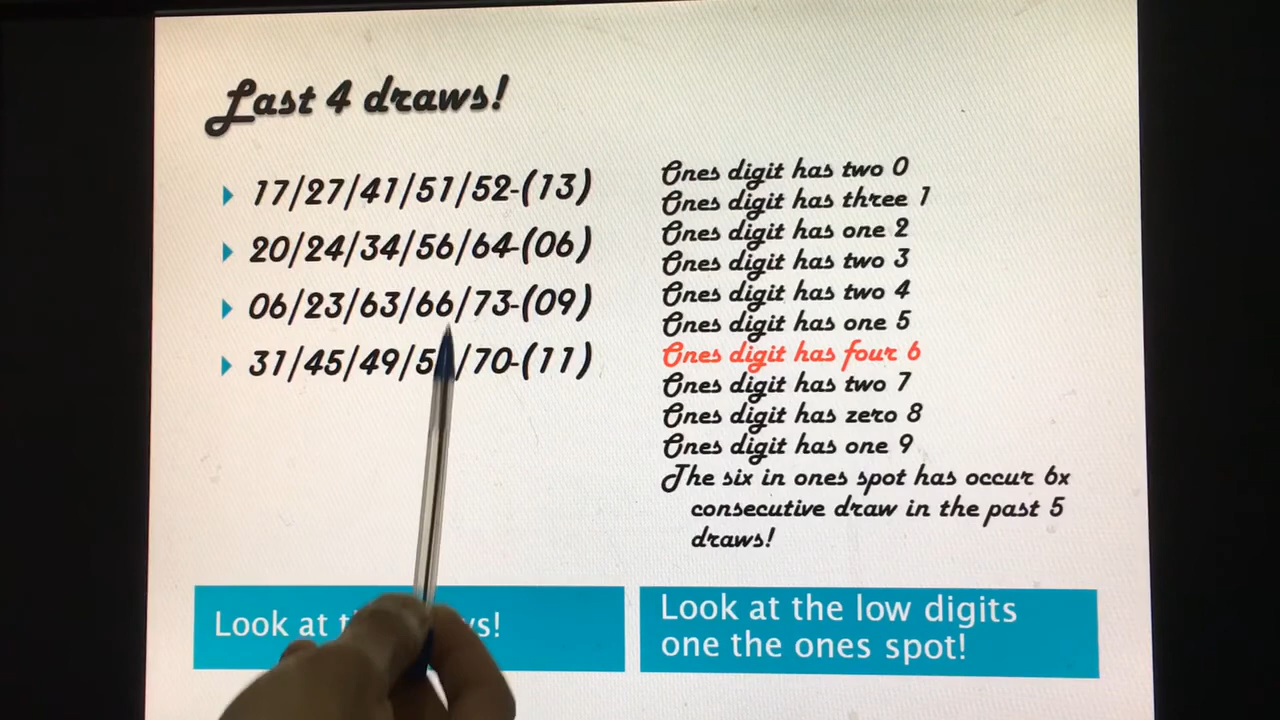 Last 4 draws!
17/27/41/51/52-(13)
20/24/34/56/64-(06)
06/23/63/66/73-(09)
31/45/49/5 /70-(11)
Ones digit has two 0
Ones digit has three 1
Ones digit has one 2
Ones digit has two 3
Ones digit has two 4
Ones digit has one 5
Ones digit has four 6
Ones digit has two 7
Ones digit has zero 8
Ones digit has one 9
The six in ones spot has occur 6x
consecutive draw in the past 5
draws!
Look at
Look at the low digits
one the ones spot!